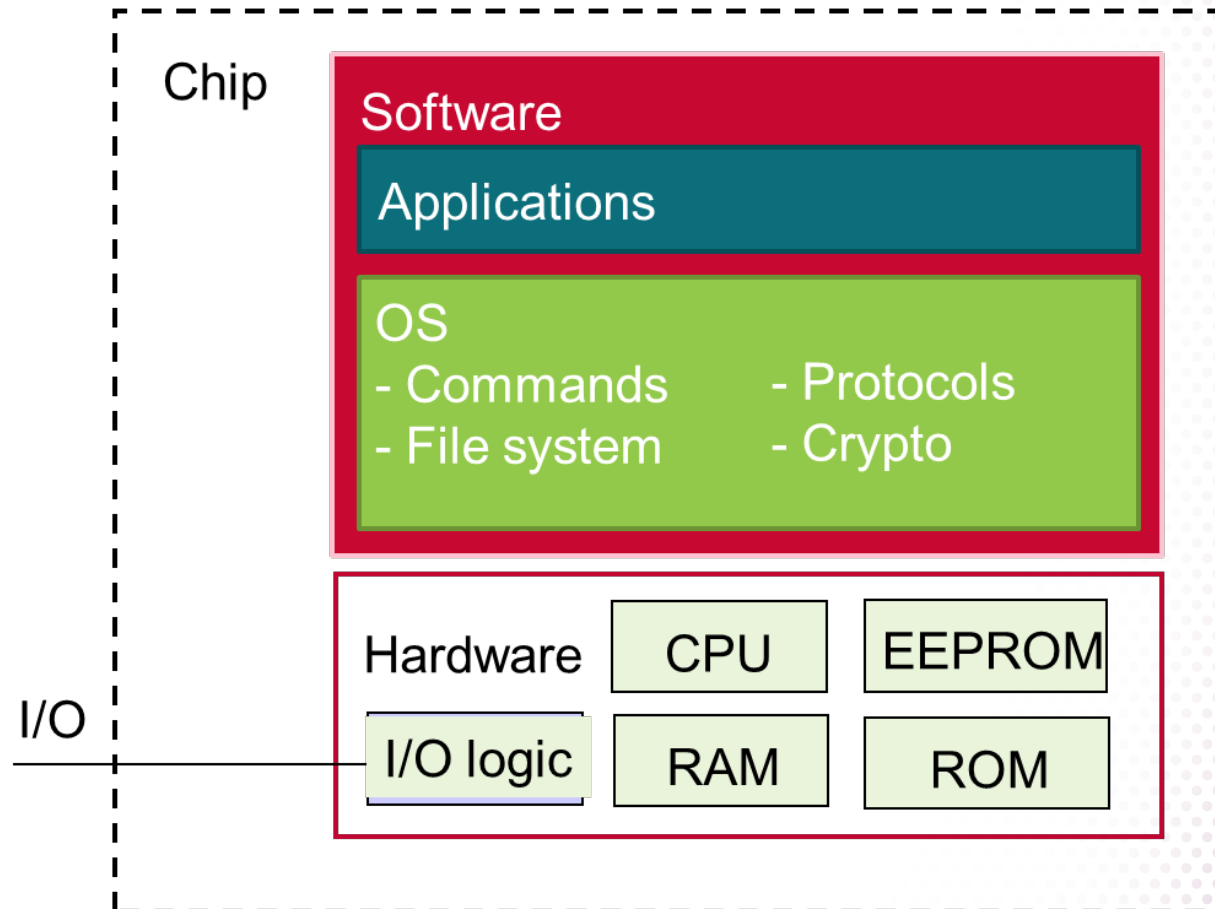 Chip
Software
Applications
OS
- Commands
- Protocols
- File system
- Crypto
Hardware
CPU
EEPROM
I/O
I/O logic
RAM
ROM